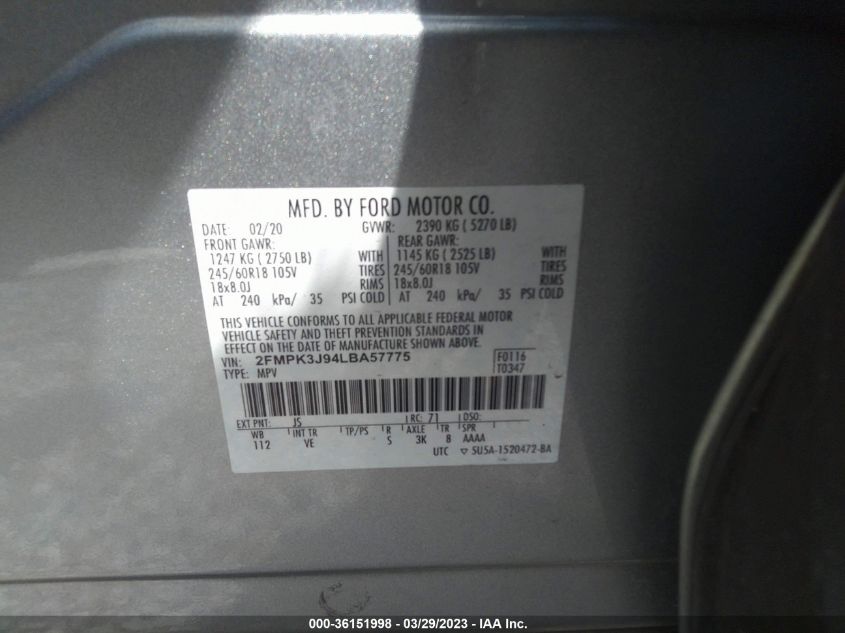 MFD. BY FORD MOTOR CO.
DATE: 02/20 GVWR: 2390 KG ( 5270 LB)
FRONT GAWR: REAR GAWR:
1247 KG ( 2750 LB) WITH 1145 KG ( 2525 LB) WITH
245/60R18 105V TIRES 245/60R18 105V TIRES
18x8.0J RIMS 18x8.0J RIMS
AT 240 kPa/ 35 PSI COLD AT 240 kPa/ 35 PSI COLD
THIS VEHICLE CONFORMS TO ALL APPLICABLE FEDERAL MOTOR
VEHICLE SAFETY AND THEFT PREVENTION STANDARDS IN
EFFECT ON THE DATE OF MANUFACTURE SHOWN ABOVE.
VIN: 2FMPK3J94LBA57775 F0116
TYPE: MPV T0347
EXT PNT: JS RC: 71 DSO:
WB INT TR TP/PS R AXLE TR SPR
112 VE S 3K 8 AAAA
UTC ▽ 5U5A-1520472-BA
000-36151998 - 03/29/2023 - IAA Inc.